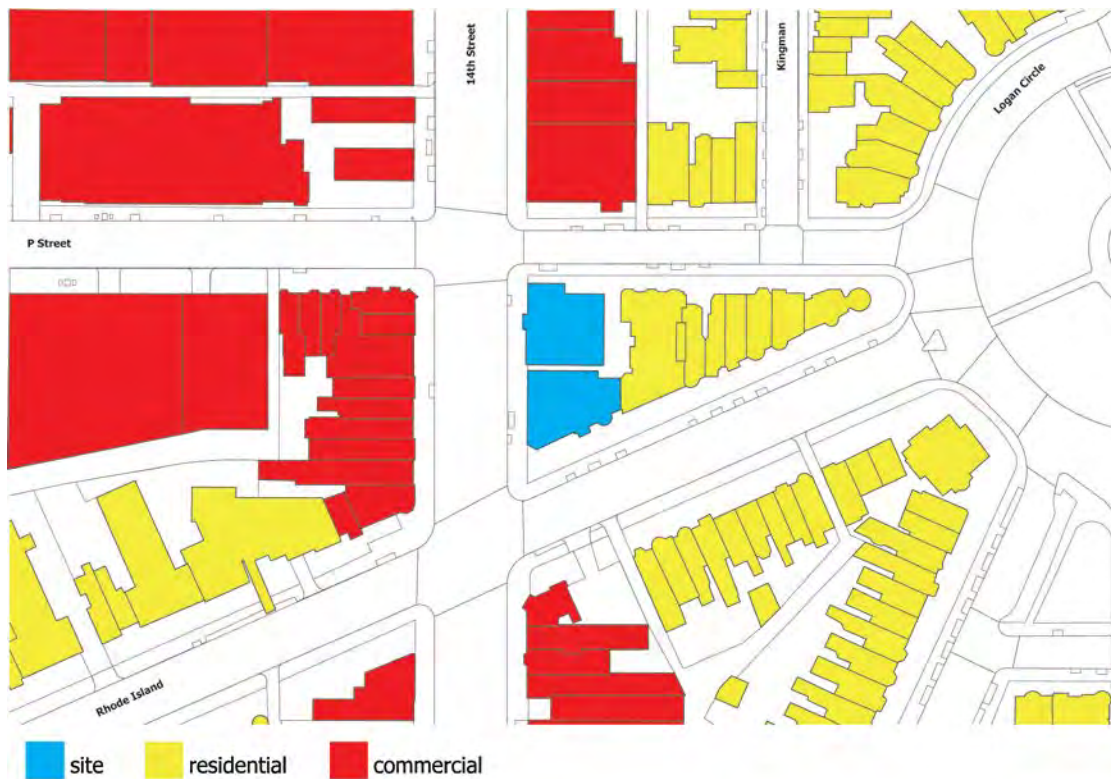 14th Street
Kingman
Logan Circle
P Street
Rhode Island
site
residential
commercial